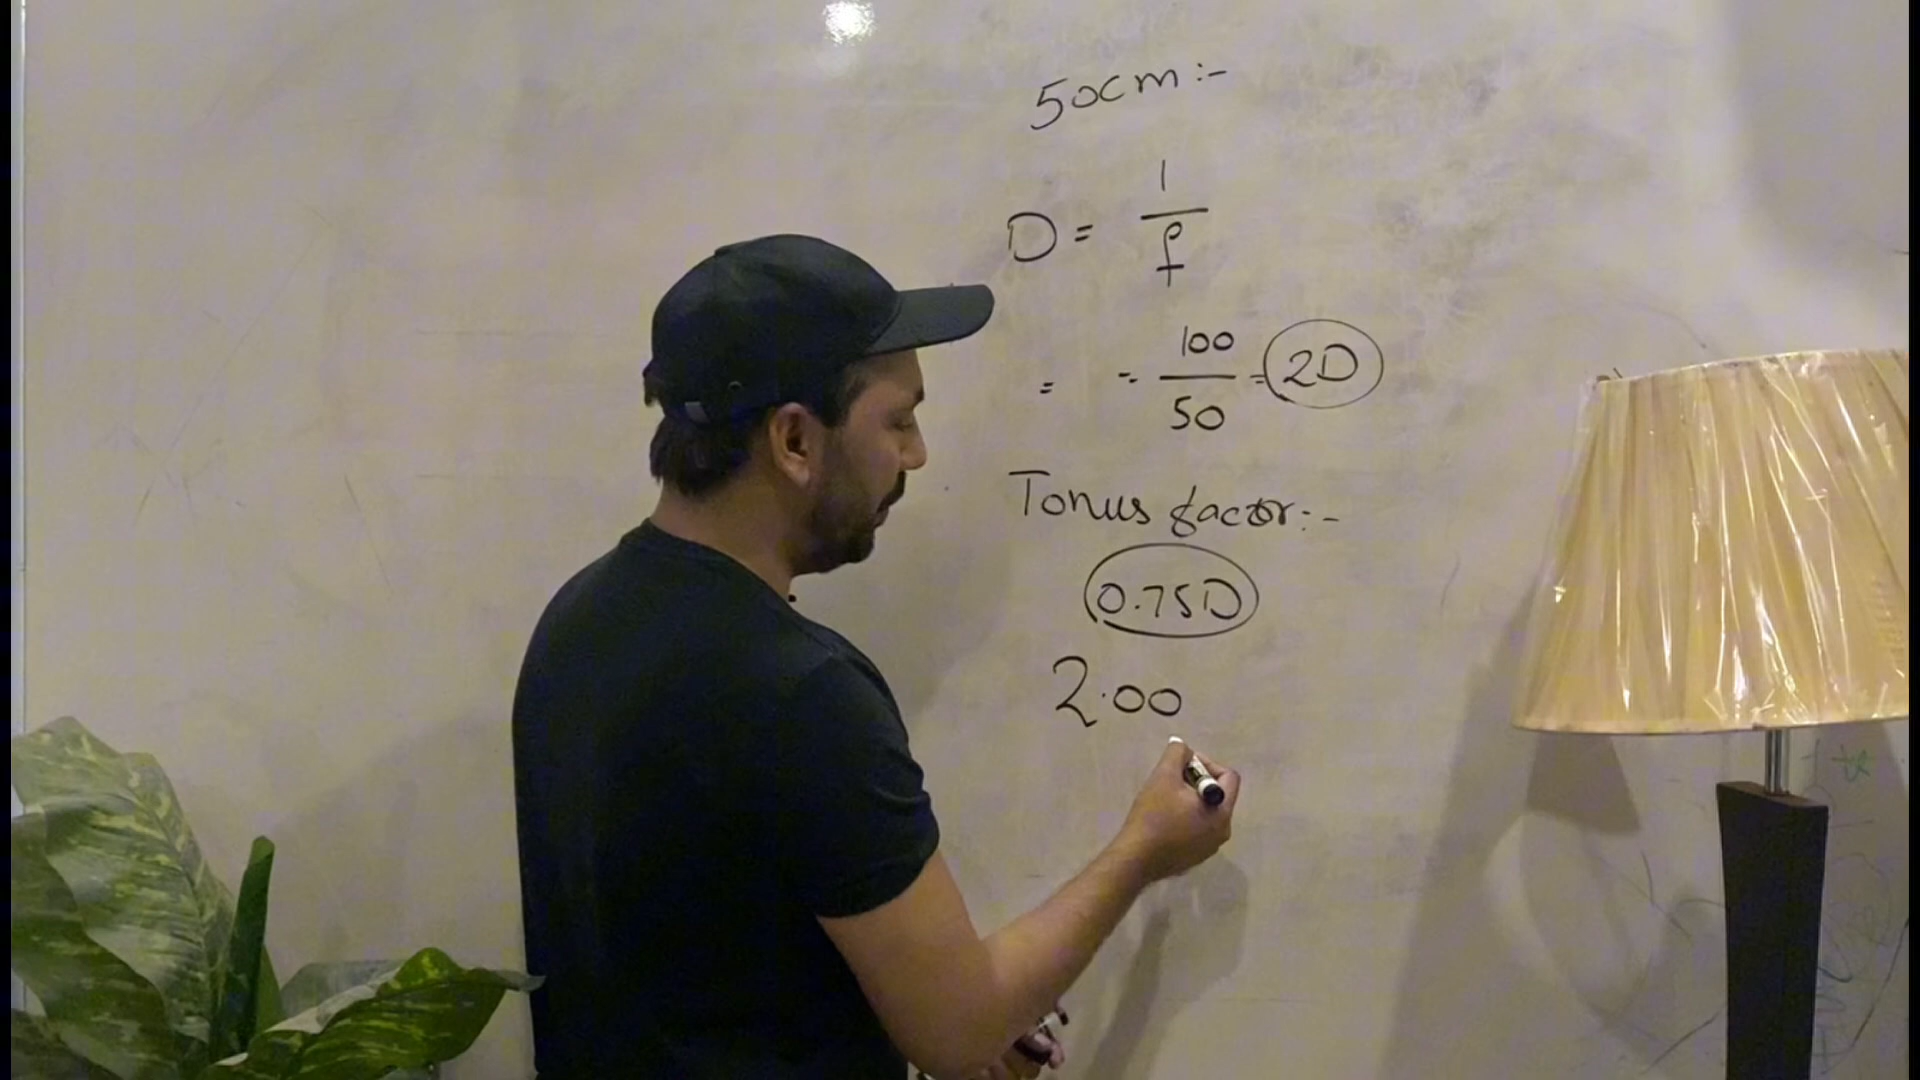 50cm :-
D = 1/f
= = 100/50 = 2D
Tonus factor :-
0.75D
2.00